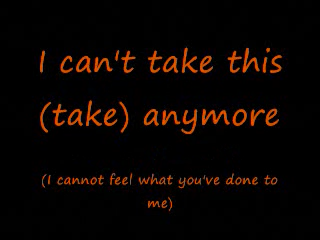 I can't take this
(take) anymore
(I cannot feel what you've done to
me)